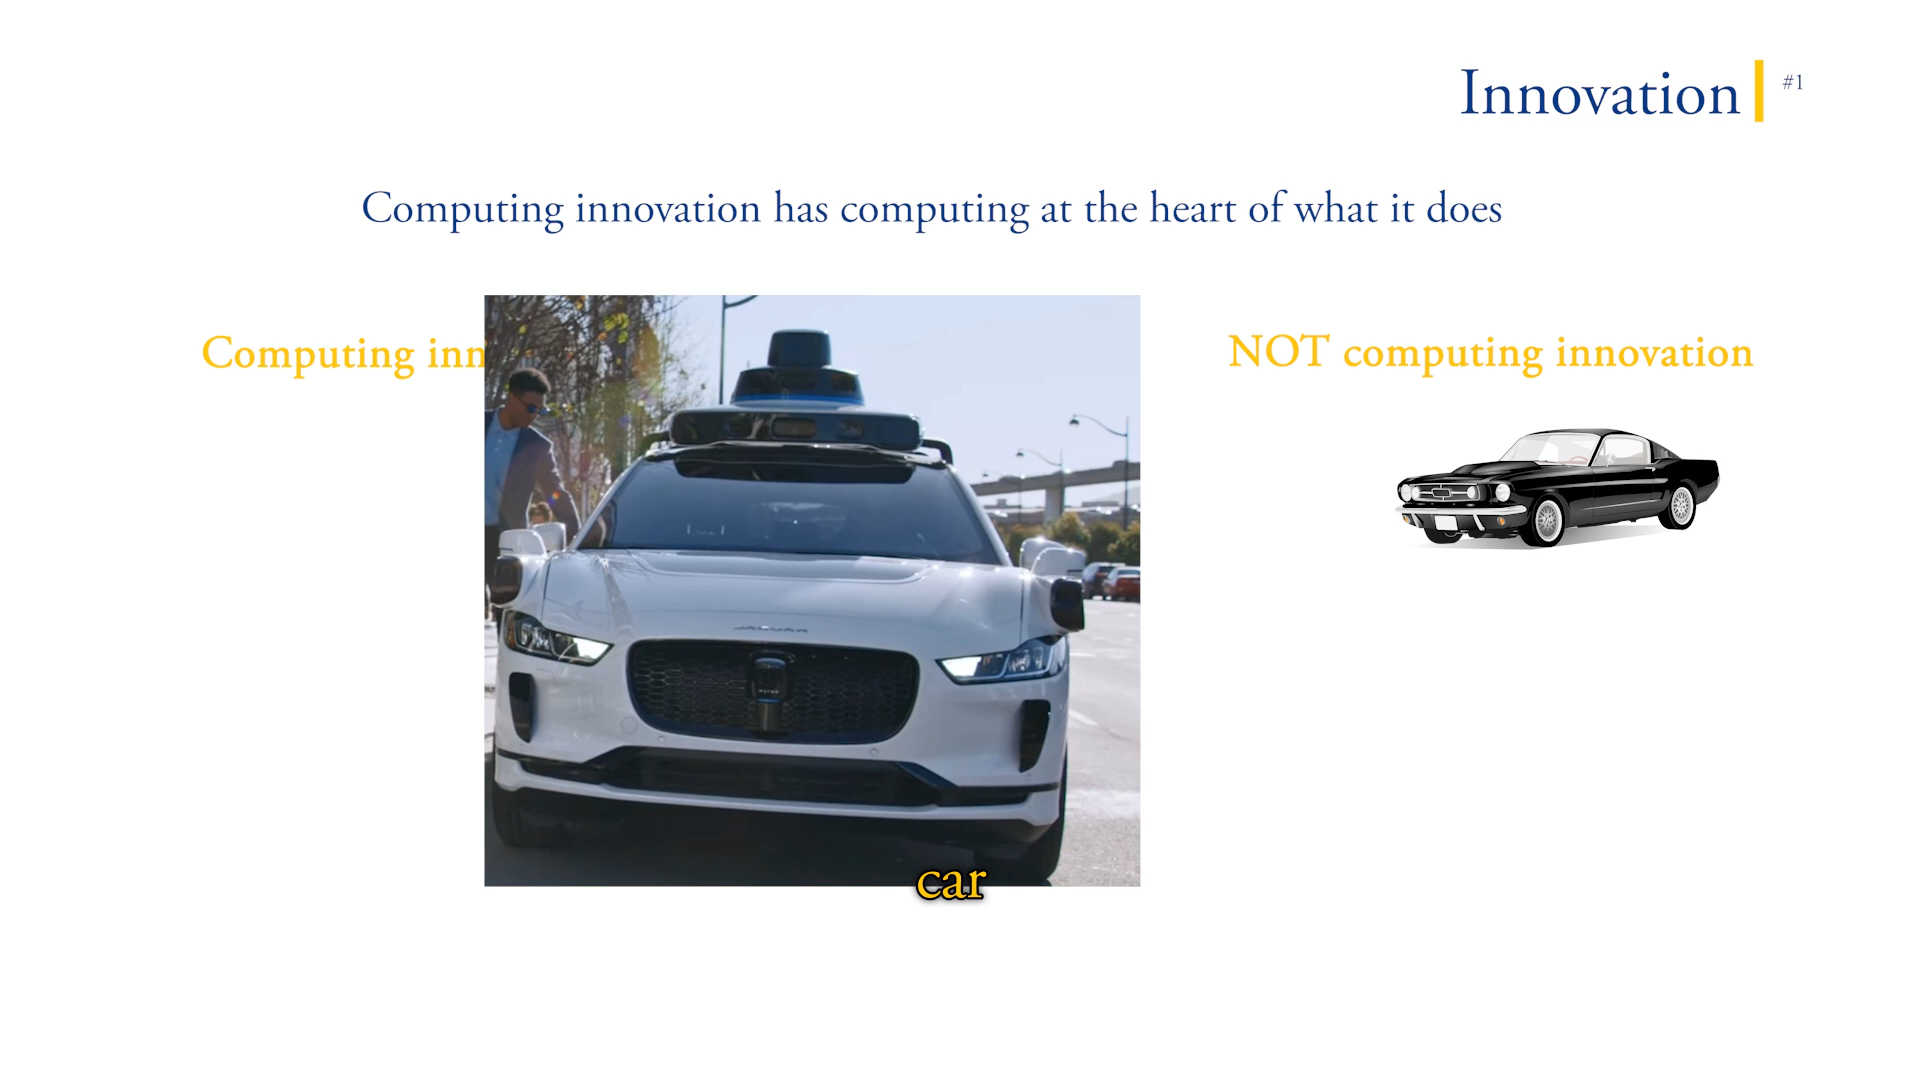 Innovation
#1
Computing innovation has computing at the heart of what it does
Computing inn
NOT computing innovation
JAGUAR
car